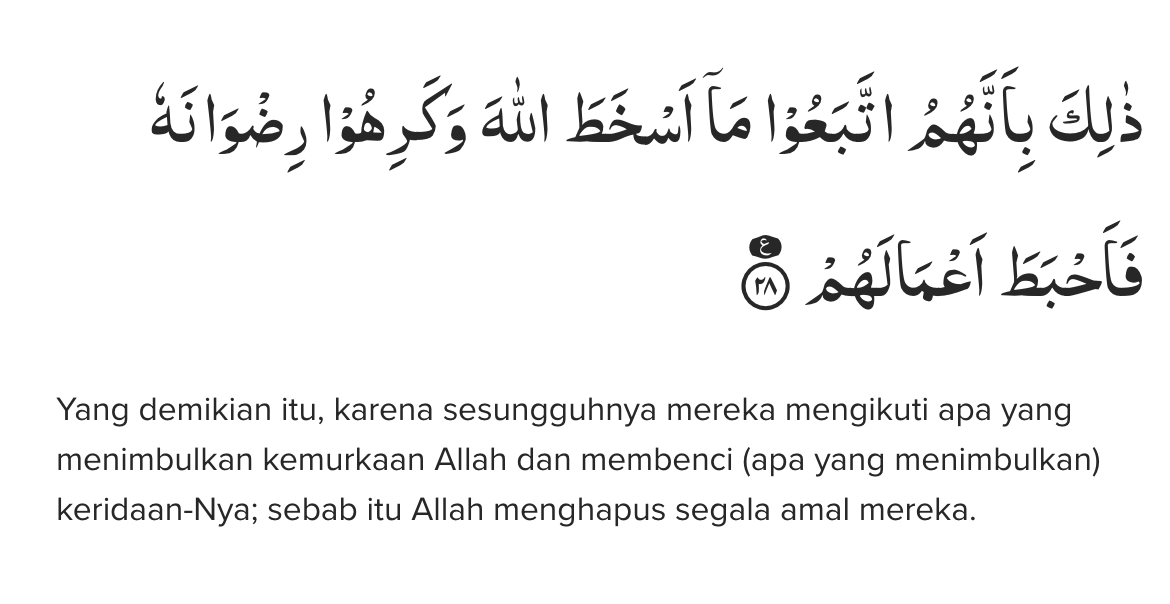 ذٰلِكَ بِاَنَّهُمُ اتَّبَعُوْا مَآ اَسْخَطَ اللّٰهَ وَكَرِهُوْا رِضْوَانَهٗ
فَاَحْبَطَ اَعْمَالَهُمْ ع ٢٨
Yang demikian itu, karena sesungguhnya mereka mengikuti apa yang
menimbulkan kemurkaan Allah dan membenci (apa yang menimbulkan)
keridaan-Nya; sebab itu Allah menghapus segala amal mereka.